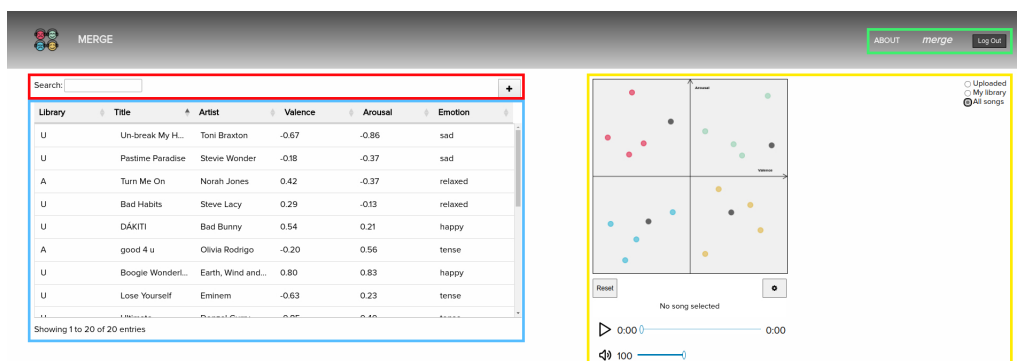 MERGE
ABOUT merge Log Out
Search: +
Library Title Artist Valence Arousal Emotion
U Un-break My H... Toni Braxton -0.67 -0.86 sad
U Pastime Paradise Stevie Wonder -0.18 -0.37 sad
A Turn Me On Norah Jones 0.42 -0.37 relaxed
U Bad Habits Steve Lacy 0.29 -0.13 relaxed
U DÁKITI Bad Bunny 0.54 0.21 happy
A good 4 u Olivia Rodrigo -0.20 0.56 tense
U Boogie Wonderl... Earth, Wind and... 0.80 0.83 happy
U Lose Yourself Eminem -0.63 0.23 tense
Showing 1 to 20 of 20 entries
Arousal
Valence
Uploaded
My library
All songs
Reset
No song selected
0:00 0:00
100